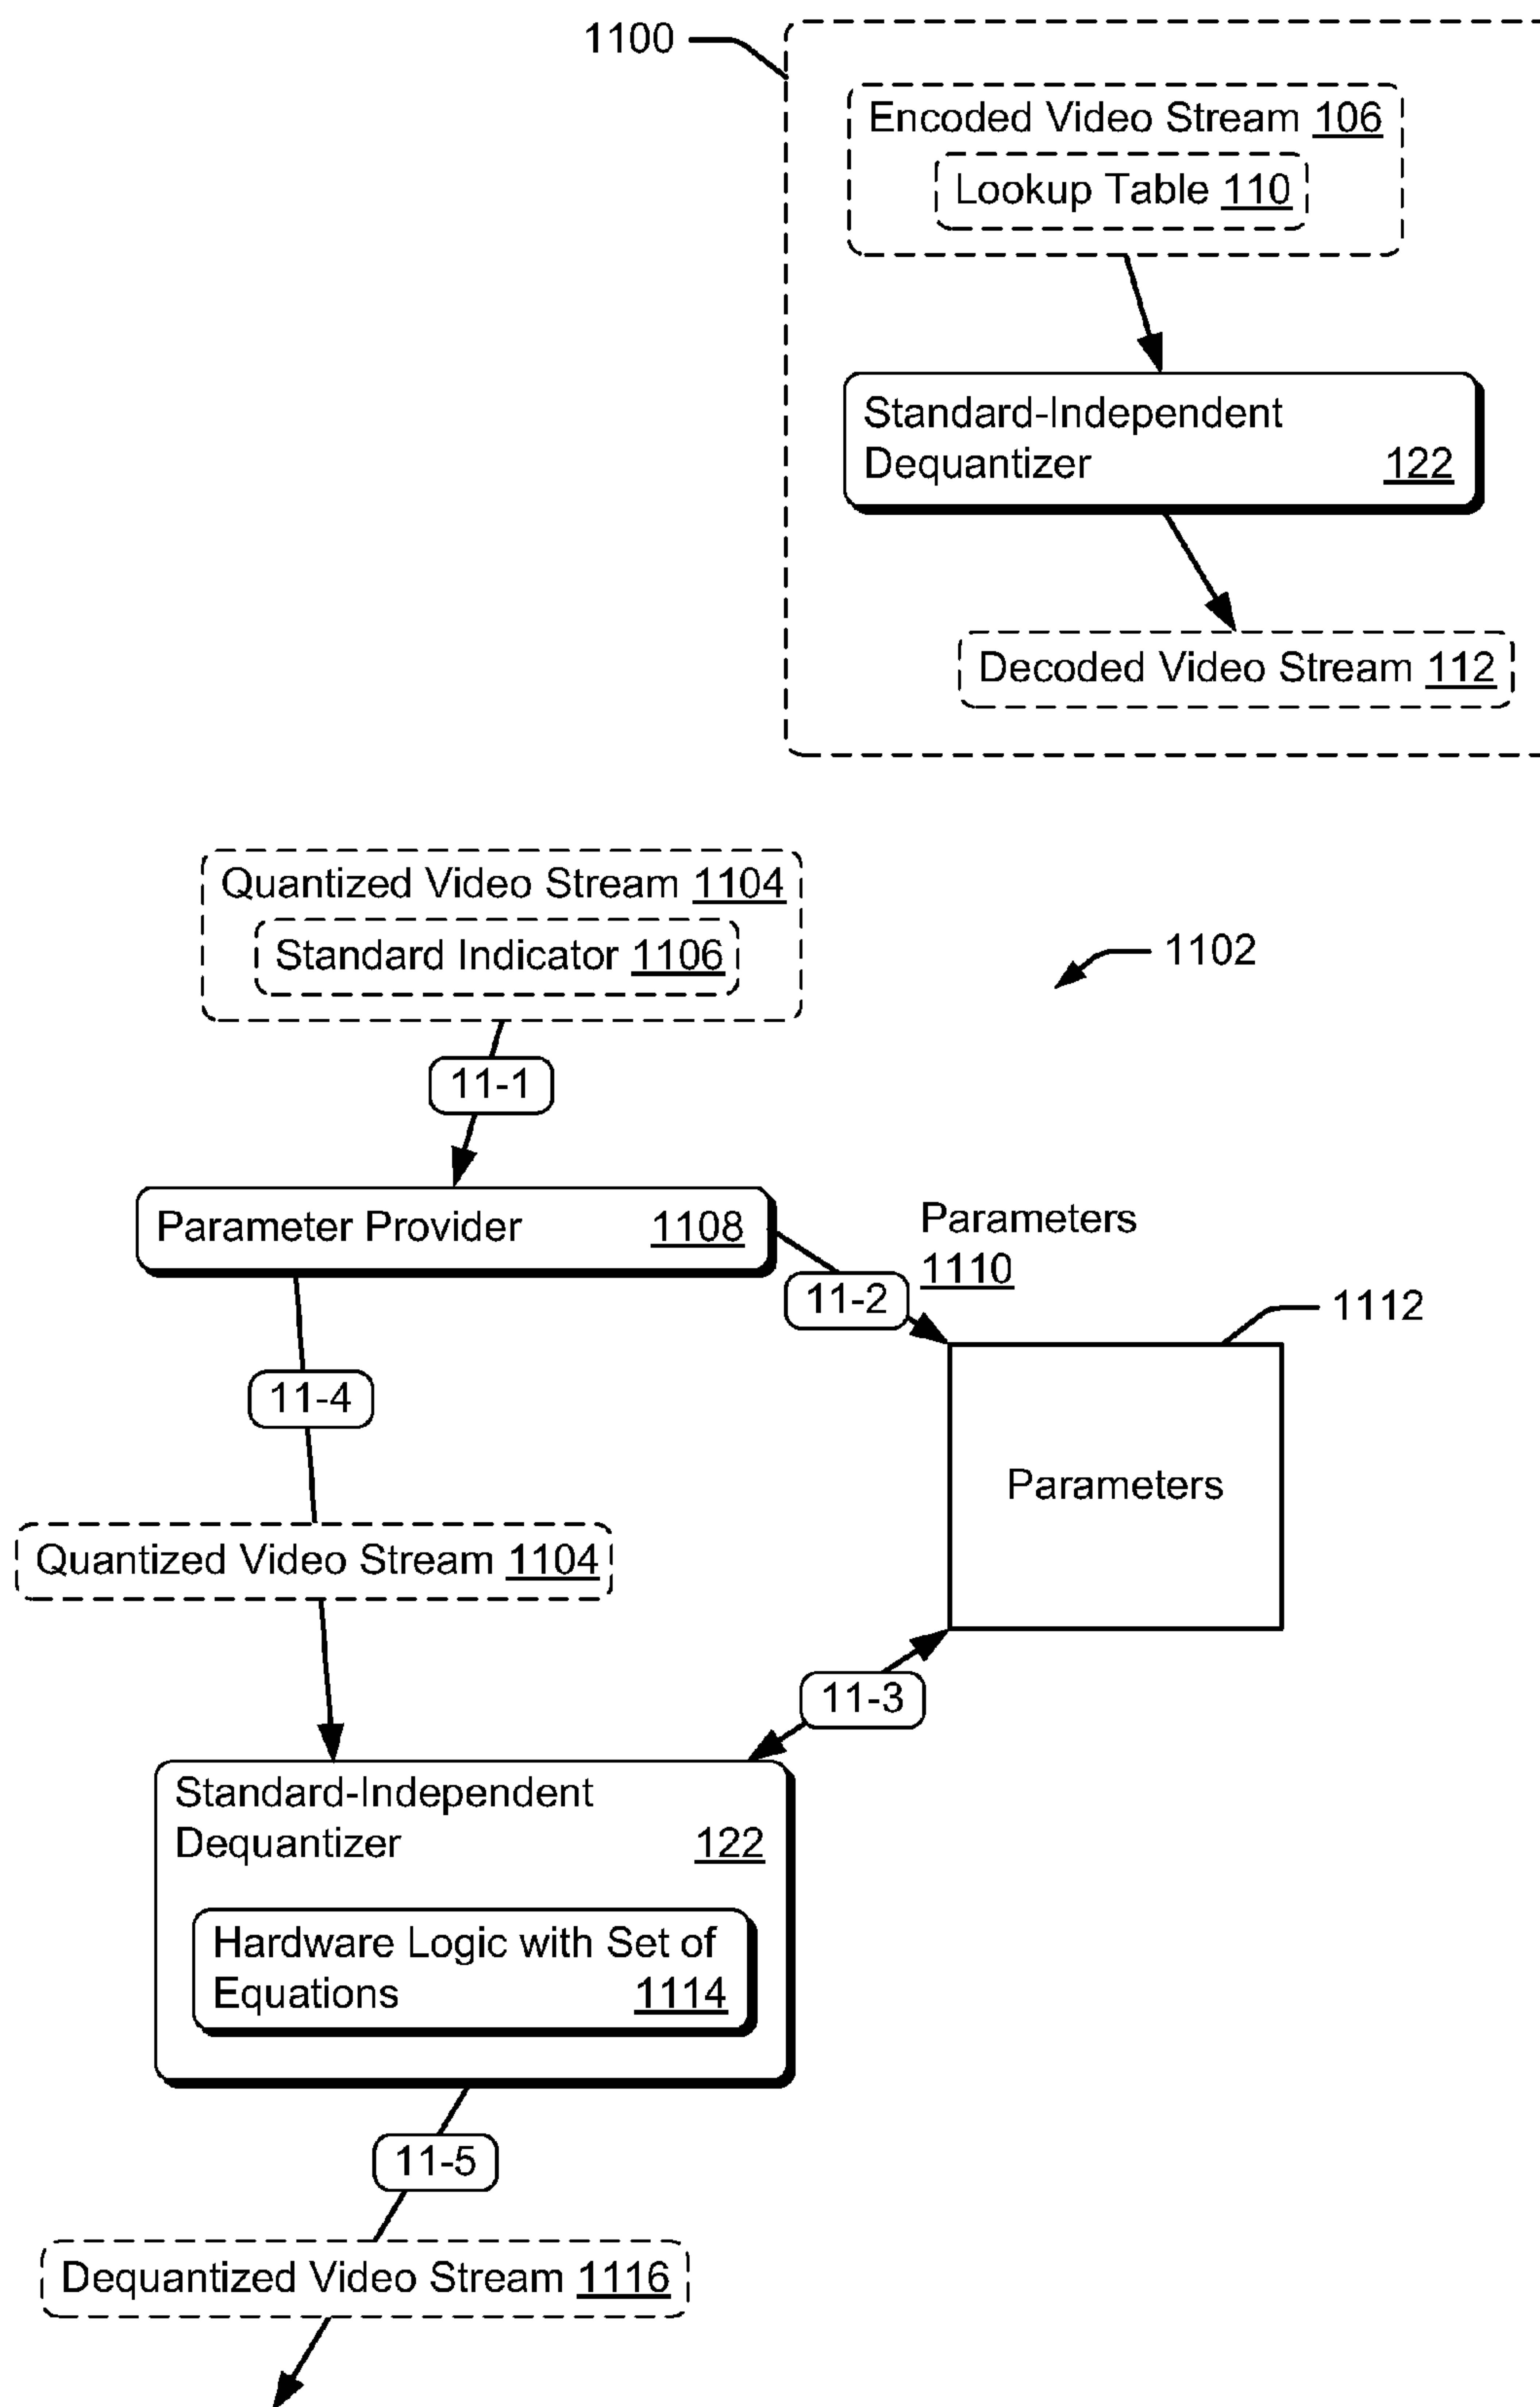 1100
Encoded Video Stream 106
Lookup Table 110
Standard-Independent
Dequantizer 122
Decoded Video Stream 112
Quantized Video Stream 1104
Standard Indicator 1106
1102
11-1
Parameter Provider 1108
Parameters
1110
11-2
1112
11-4
Parameters
Quantized Video Stream 1104
11-3
Standard-Independent
Dequantizer 122
Hardware Logic with Set of
Equations 1114
11-5
Dequantized Video Stream 1116